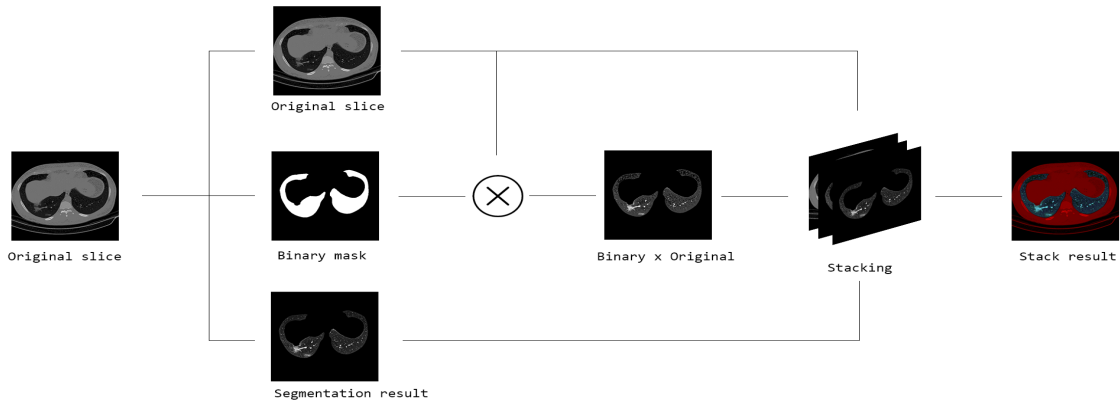 Original slice
Original slice
Binary mask
Binary x Original
Stacking
Stack result
Segmentation result